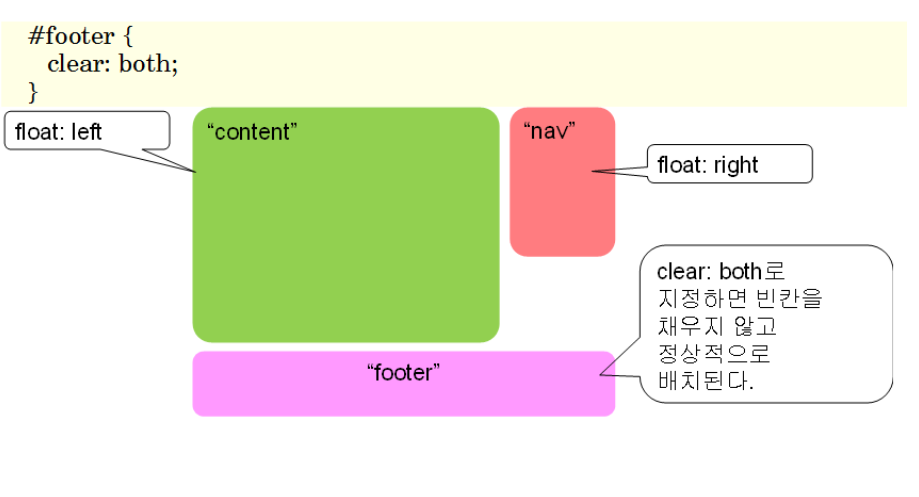 #footer {
clear: both;
}
float: left
“content”
“nav”
float: right
clear: both로
지정하면 빈칸을
채우지 않고
정상적으로
배치된다.
“footer”